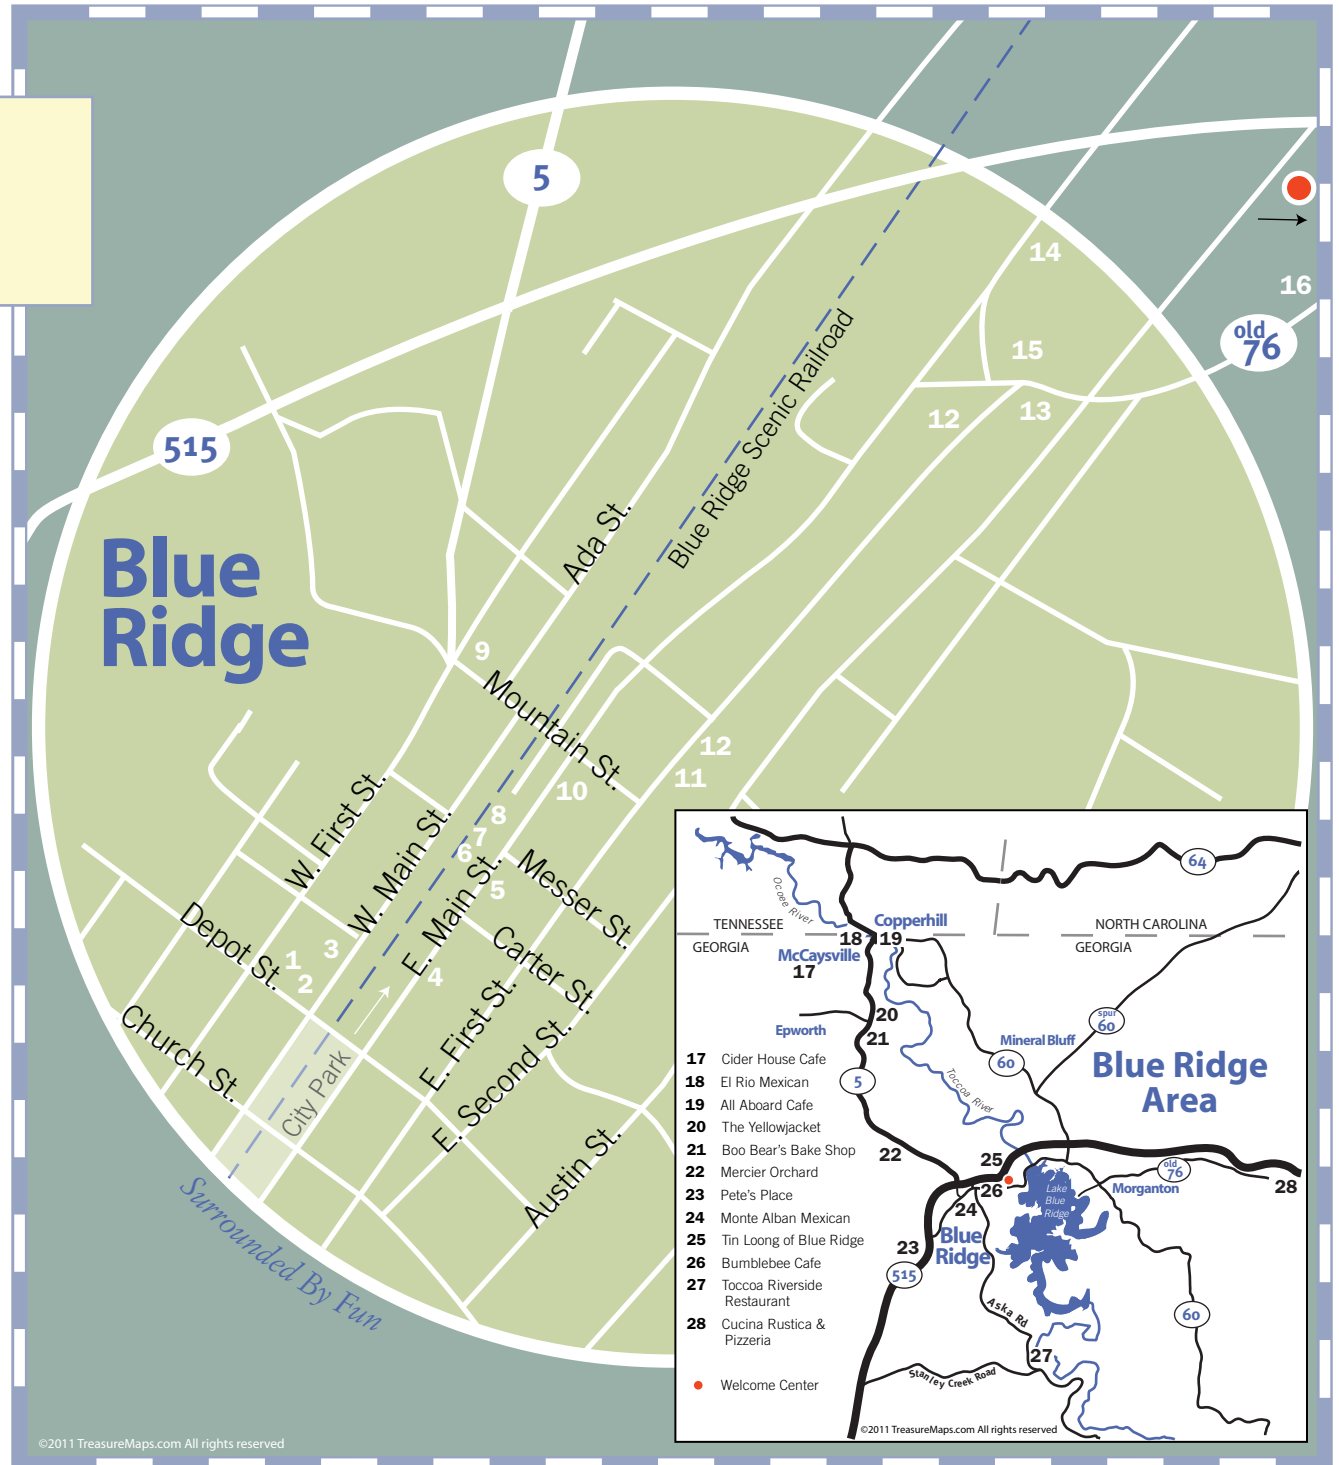 5
14
16
old
76
15
515
12
13
Blue Ridge Scenic Railroad
Ada St.
Blue
Ridge
9
Mountain St.
12
11
10
8
7
6
5
W. First St.
W. Main St.
E. Main St.
Messer St.
Carter St.
Depot St.
1
3
2
4
E. First St.
E. Second St.
Church St.
City Park
Austin St.
Surrounded By Fun
©2011 TreasureMaps.com All rights reserved
64
Ocoee River
TENNESSEE
Copperhill
NORTH CAROLINA
18
19
GEORGIA
GEORGIA
McCaysville
17
20
spur
60
Epworth
21
Mineral Bluff
60
Blue Ridge
Area
5
Toccoa River
22
25
old
76
26
Lake
Blue
Ridge
Morganton
28
24
Blue
Ridge
23
515
Aska Rd
60
27
Stanley Creek Road
17 Cider House Cafe
18 El Rio Mexican
19 All Aboard Cafe
20 The Yellowjacket
21 Boo Bear's Bake Shop
22 Mercier Orchard
23 Pete's Place
24 Monte Alban Mexican
25 Tin Loong of Blue Ridge
26 Bumblebee Cafe
27 Toccoa Riverside
Restaurant
28 Cucina Rustica &
Pizzeria
Welcome Center
©2011 TreasureMaps.com All rights reserved